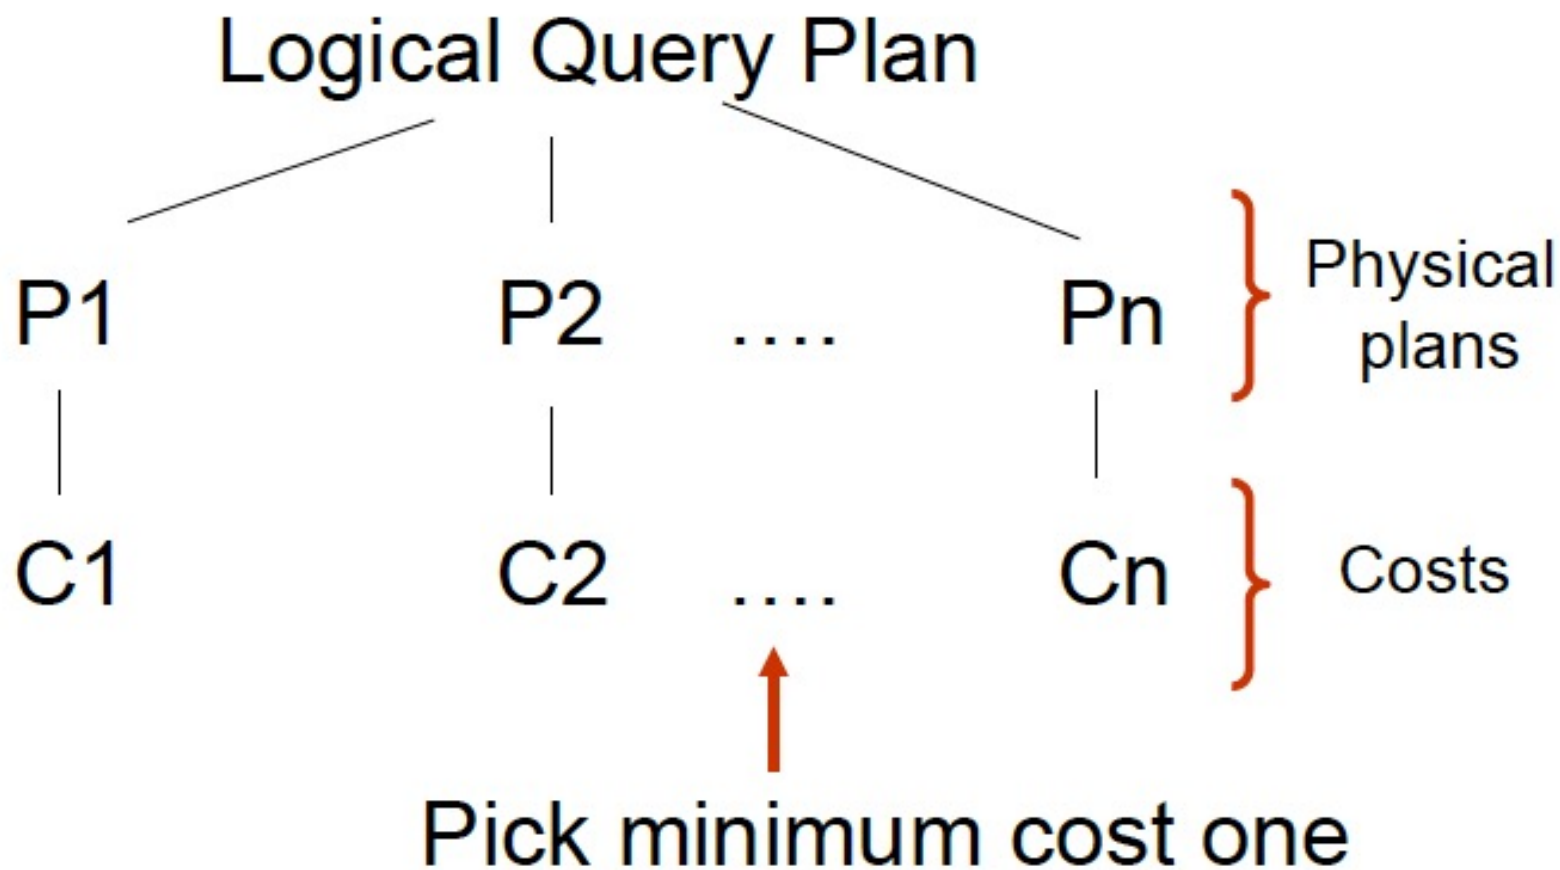 Logical Query Plan
P1 P2 .... Pn
Physical
plans
C1 C2 .... Cn
Costs
Pick minimum cost one